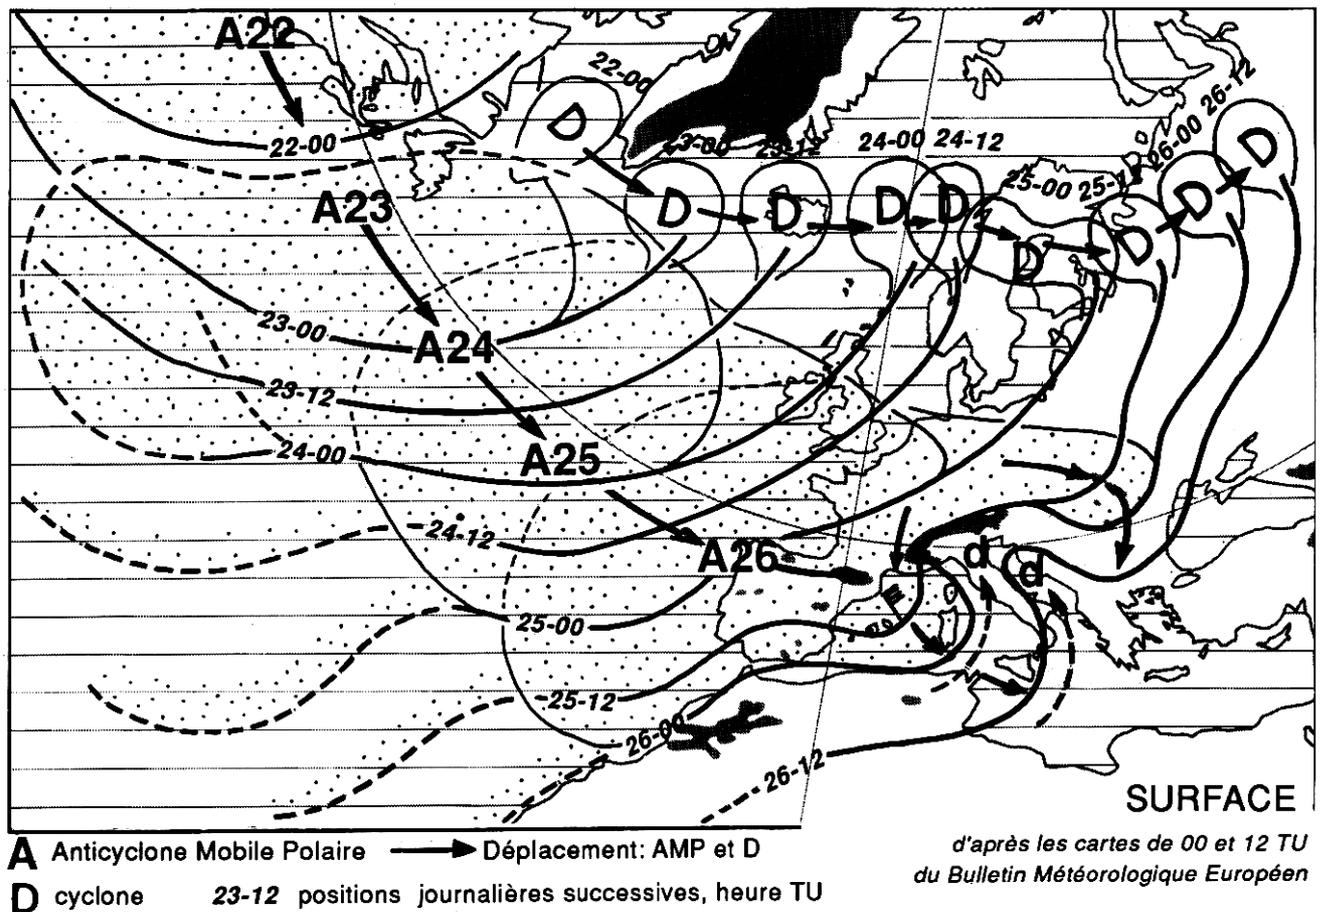 A22
22-00
22-00
D
23-00
23-12
24-00 24-12
25-00
26-00
26-12
A23
D
D
D
D
D
D
D
D
23-00
A24
23-12
24-00
A25
24-12
A26
d
d
25-00
25-12
26-00
26-12
SURFACE
A Anticyclone Mobile Polaire Déplacement: AMP et D
D cyclone 23-12 positions journalières successives, heure TU
d'après les cartes de 00 et 12 TU
du Bulletin Météorologique Européen